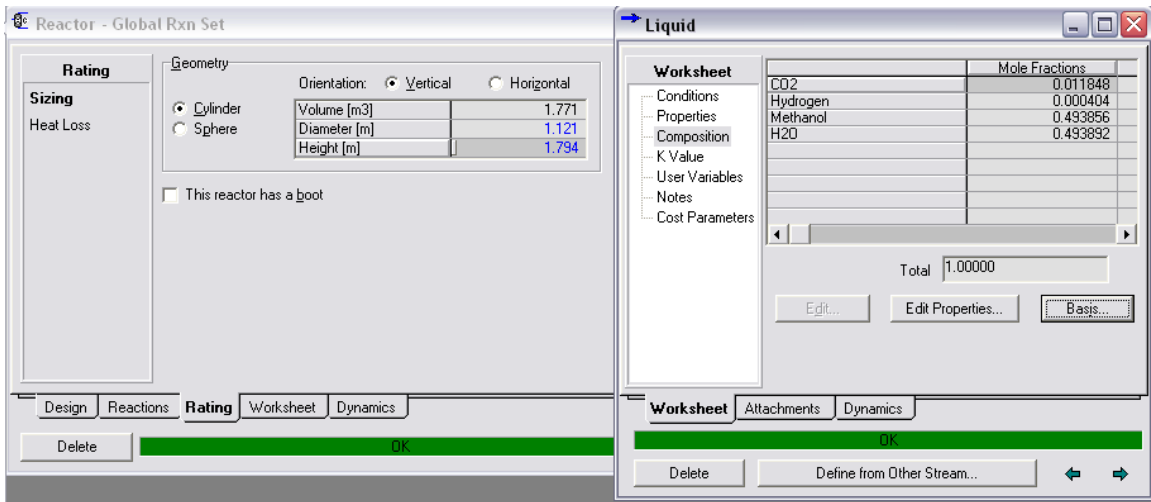 Reactor - Global Rxn Set
Rating
Sizing
Heat Loss
Geometry
Orientation: Vertical Horizontal
Cylinder
Sphere
Volume [m3] 1.771
Diameter [m] 1.121
Height [m] 1.794
This reactor has a boot
Design Reactions Rating Worksheet Dynamics
Delete OK
Liquid
Worksheet
Conditions
Properties
Composition
K Value
User Variables
Notes
Cost Parameters
Mole Fractions
CO2 0.011848
Hydrogen 0.000404
Methanol 0.493856
H2O 0.493892
Total 1.00000
Edit... Edit Properties... Basis...
Worksheet Attachments Dynamics
OK
Delete Define from Other Stream...